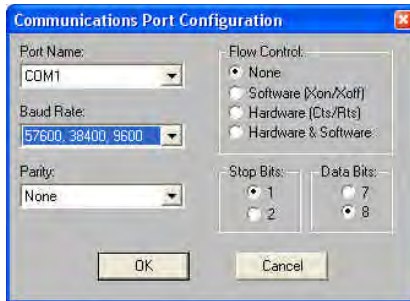 Communications Port Configuration
Port Name:
COM1
Baud Rate:
57600, 38400, 9600
Parity:
None
Flow Control:
None
Software (Xon/Xoff)
Hardware (Cts/Rts)
Hardware & Software
Stop Bits:
1
2
Data Bits:
7
8
OK
Cancel